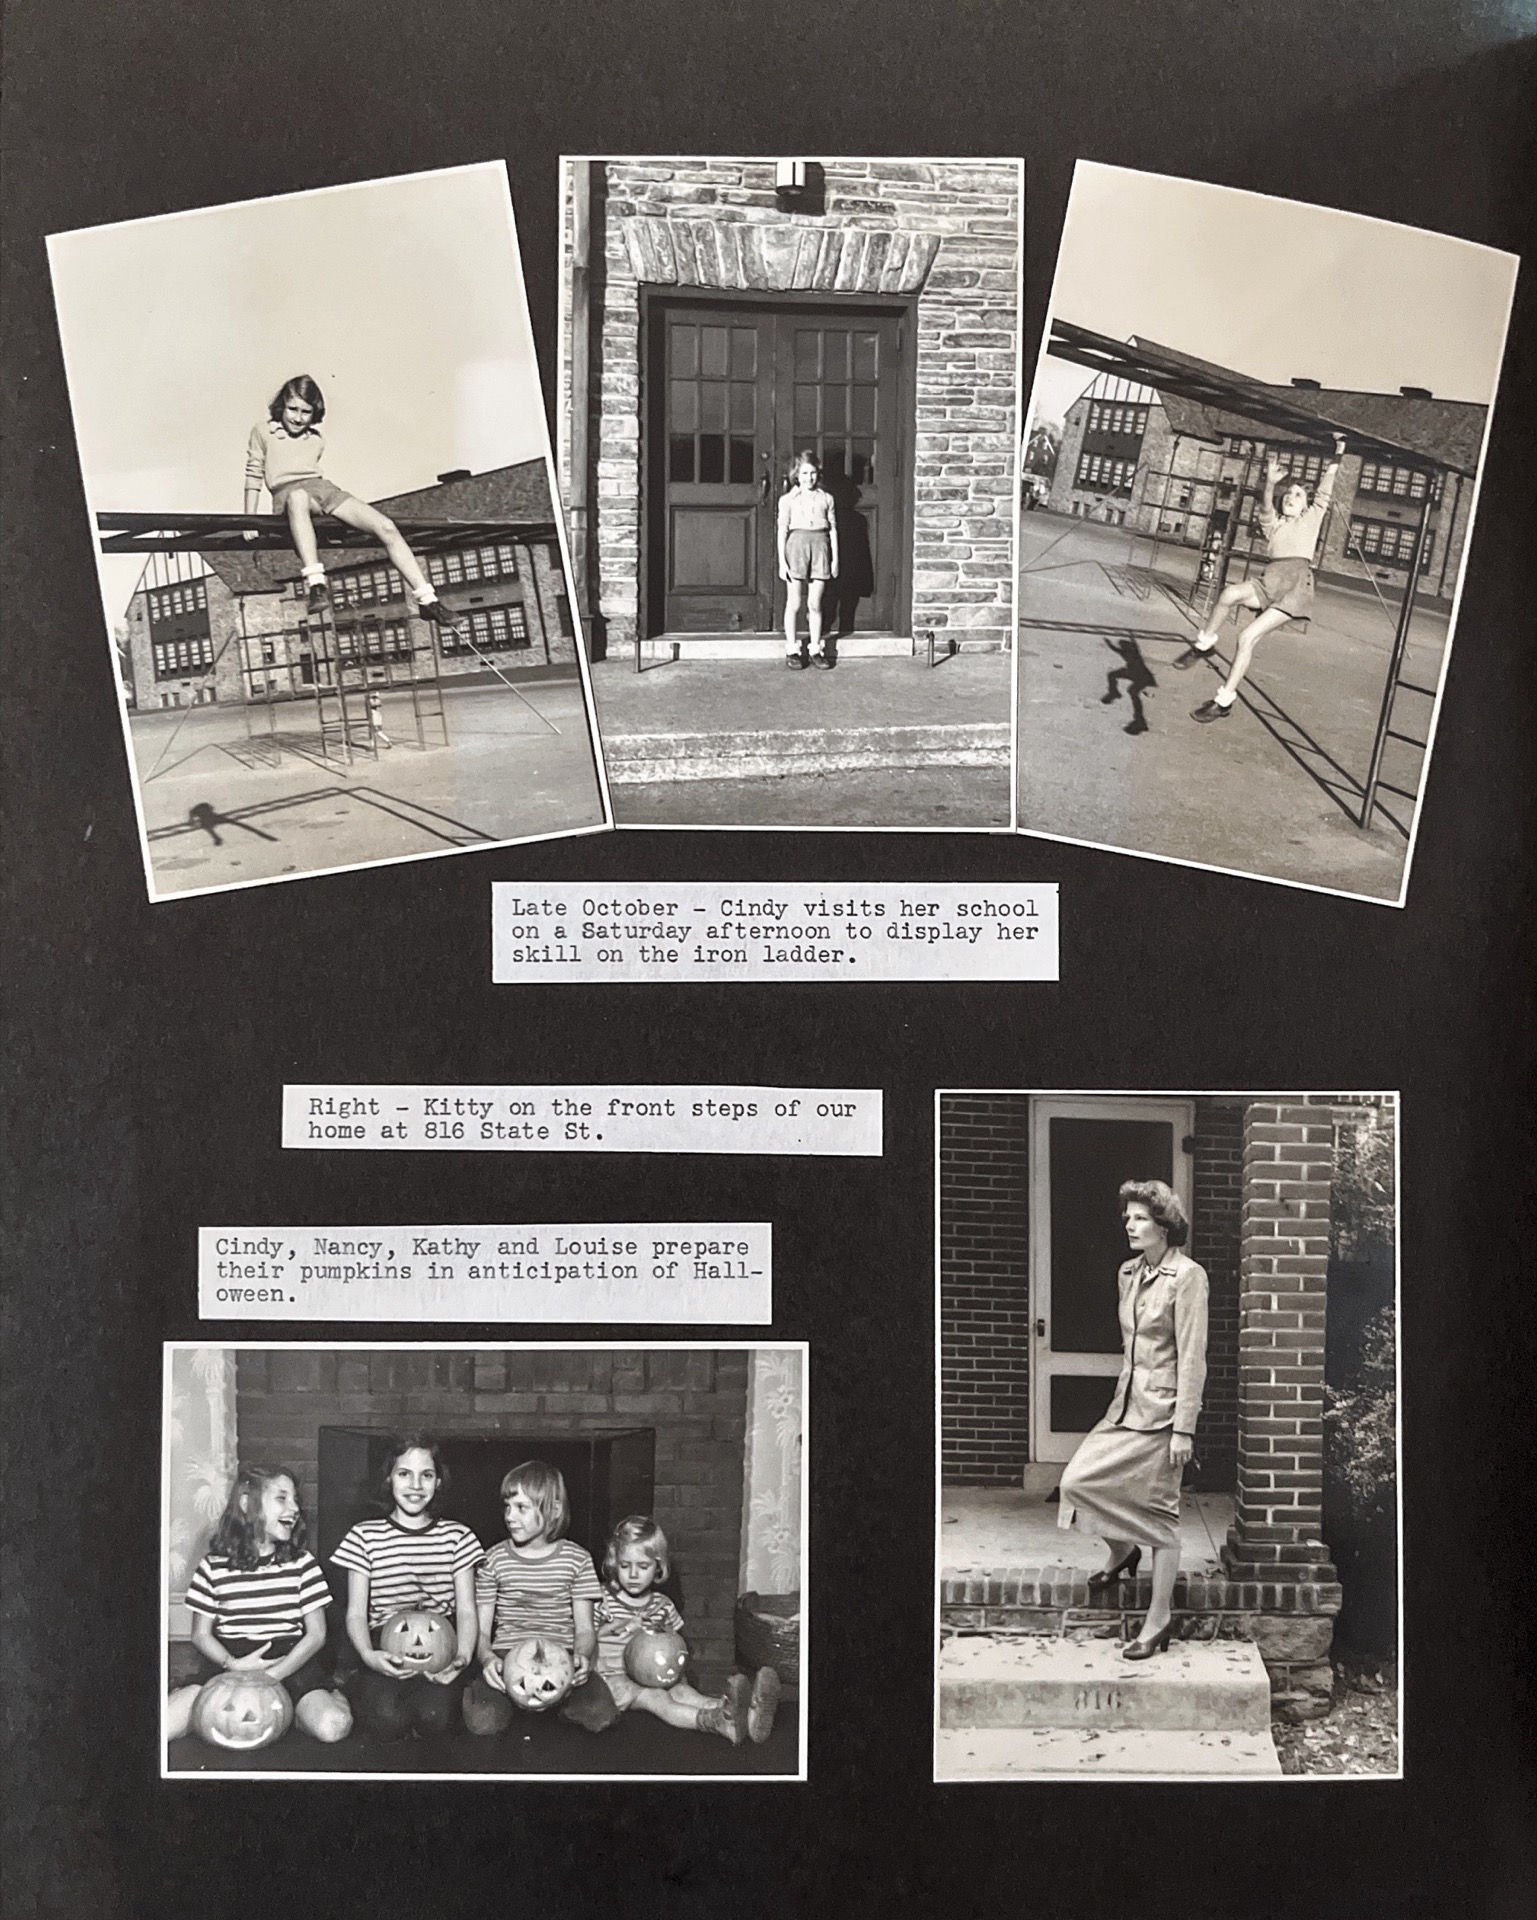 Late October - Cindy visits her school
on a Saturday afternoon to display her
skill on the iron ladder.
Right - Kitty on the front steps of our
home at 816 State St.
Cindy, Nancy, Kathy and Louise prepare
their pumpkins in anticipation of Hall-
oween.
816